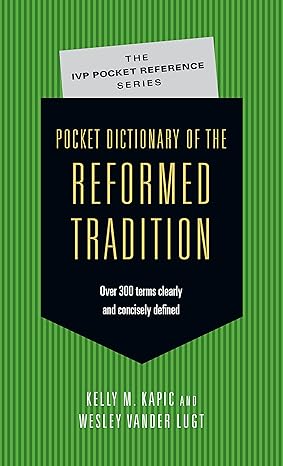 THE
IVP POCKET REFERENCE
SERIES
POCKET DICTIONARY OF THE
REFORMED
TRADITION
Over 300 terms clearly
and concisely defined
KELLY M. KAPIC AND
WESLEY VANDER LUGT